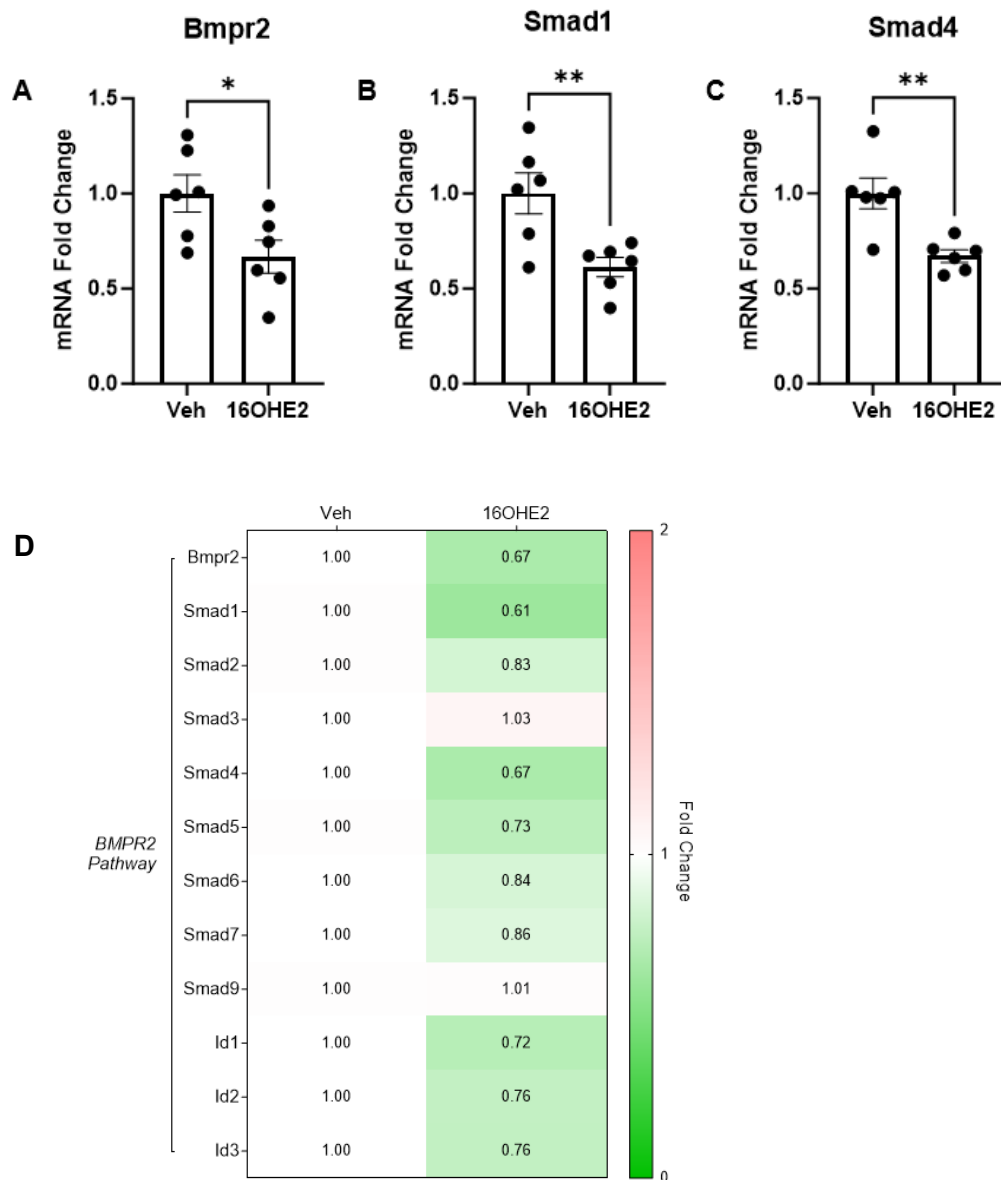 Bmpr2
Smad1
Smad4
A
*
mRNA Fold Change
1.5
1.0
0.5
0.0
Veh 16OHE2
B
**
mRNA Fold Change
1.5
1.0
0.5
0.0
Veh 16OHE2
C
**
mRNA Fold Change
1.5
1.0
0.5
0.0
Veh 16OHE2
D
Veh 16OHE2
BMPR2
Pathway
Bmpr2 1.00 0.67
Smad1 1.00 0.61
Smad2 1.00 0.83
Smad3 1.00 1.03
Smad4 1.00 0.67
Smad5 1.00 0.73
Smad6 1.00 0.84
Smad7 1.00 0.86
Smad9 1.00 1.01
Id1 1.00 0.72
Id2 1.00 0.76
Id3 1.00 0.76
2
1
0
Fold Change